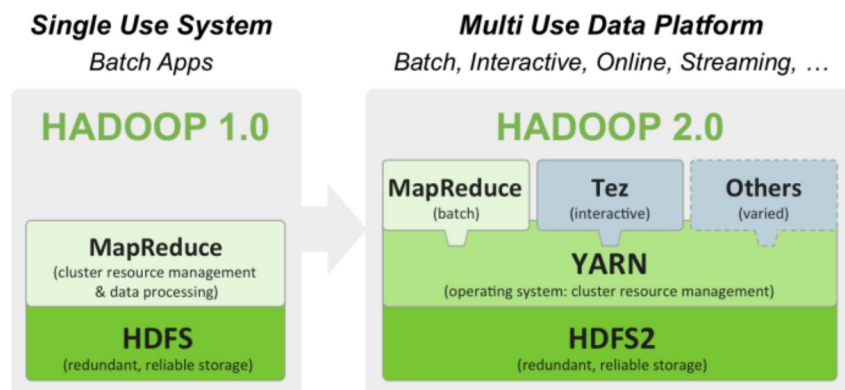 Single Use System
Batch Apps
HADOOP 1.0
MapReduce
(cluster resource management
& data processing)
HDFS
(redundant, reliable storage)
Multi Use Data Platform
Batch, Interactive, Online, Streaming, …
HADOOP 2.0
MapReduce
(batch)
Tez
(interactive)
Others
(varied)
YARN
(operating system: cluster resource management)
HDFS2
(redundant, reliable storage)